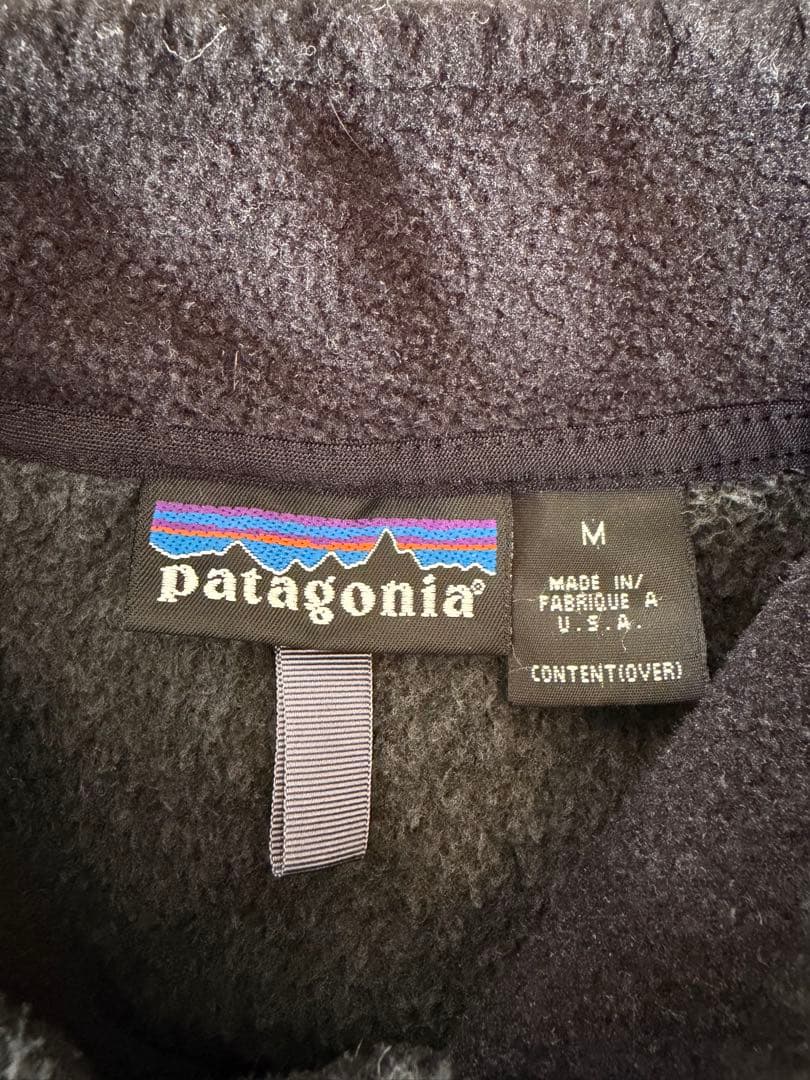 patagonia®
M
MADE IN/
FABRIQUE A
U.S.A.
CONTENT(OVER)